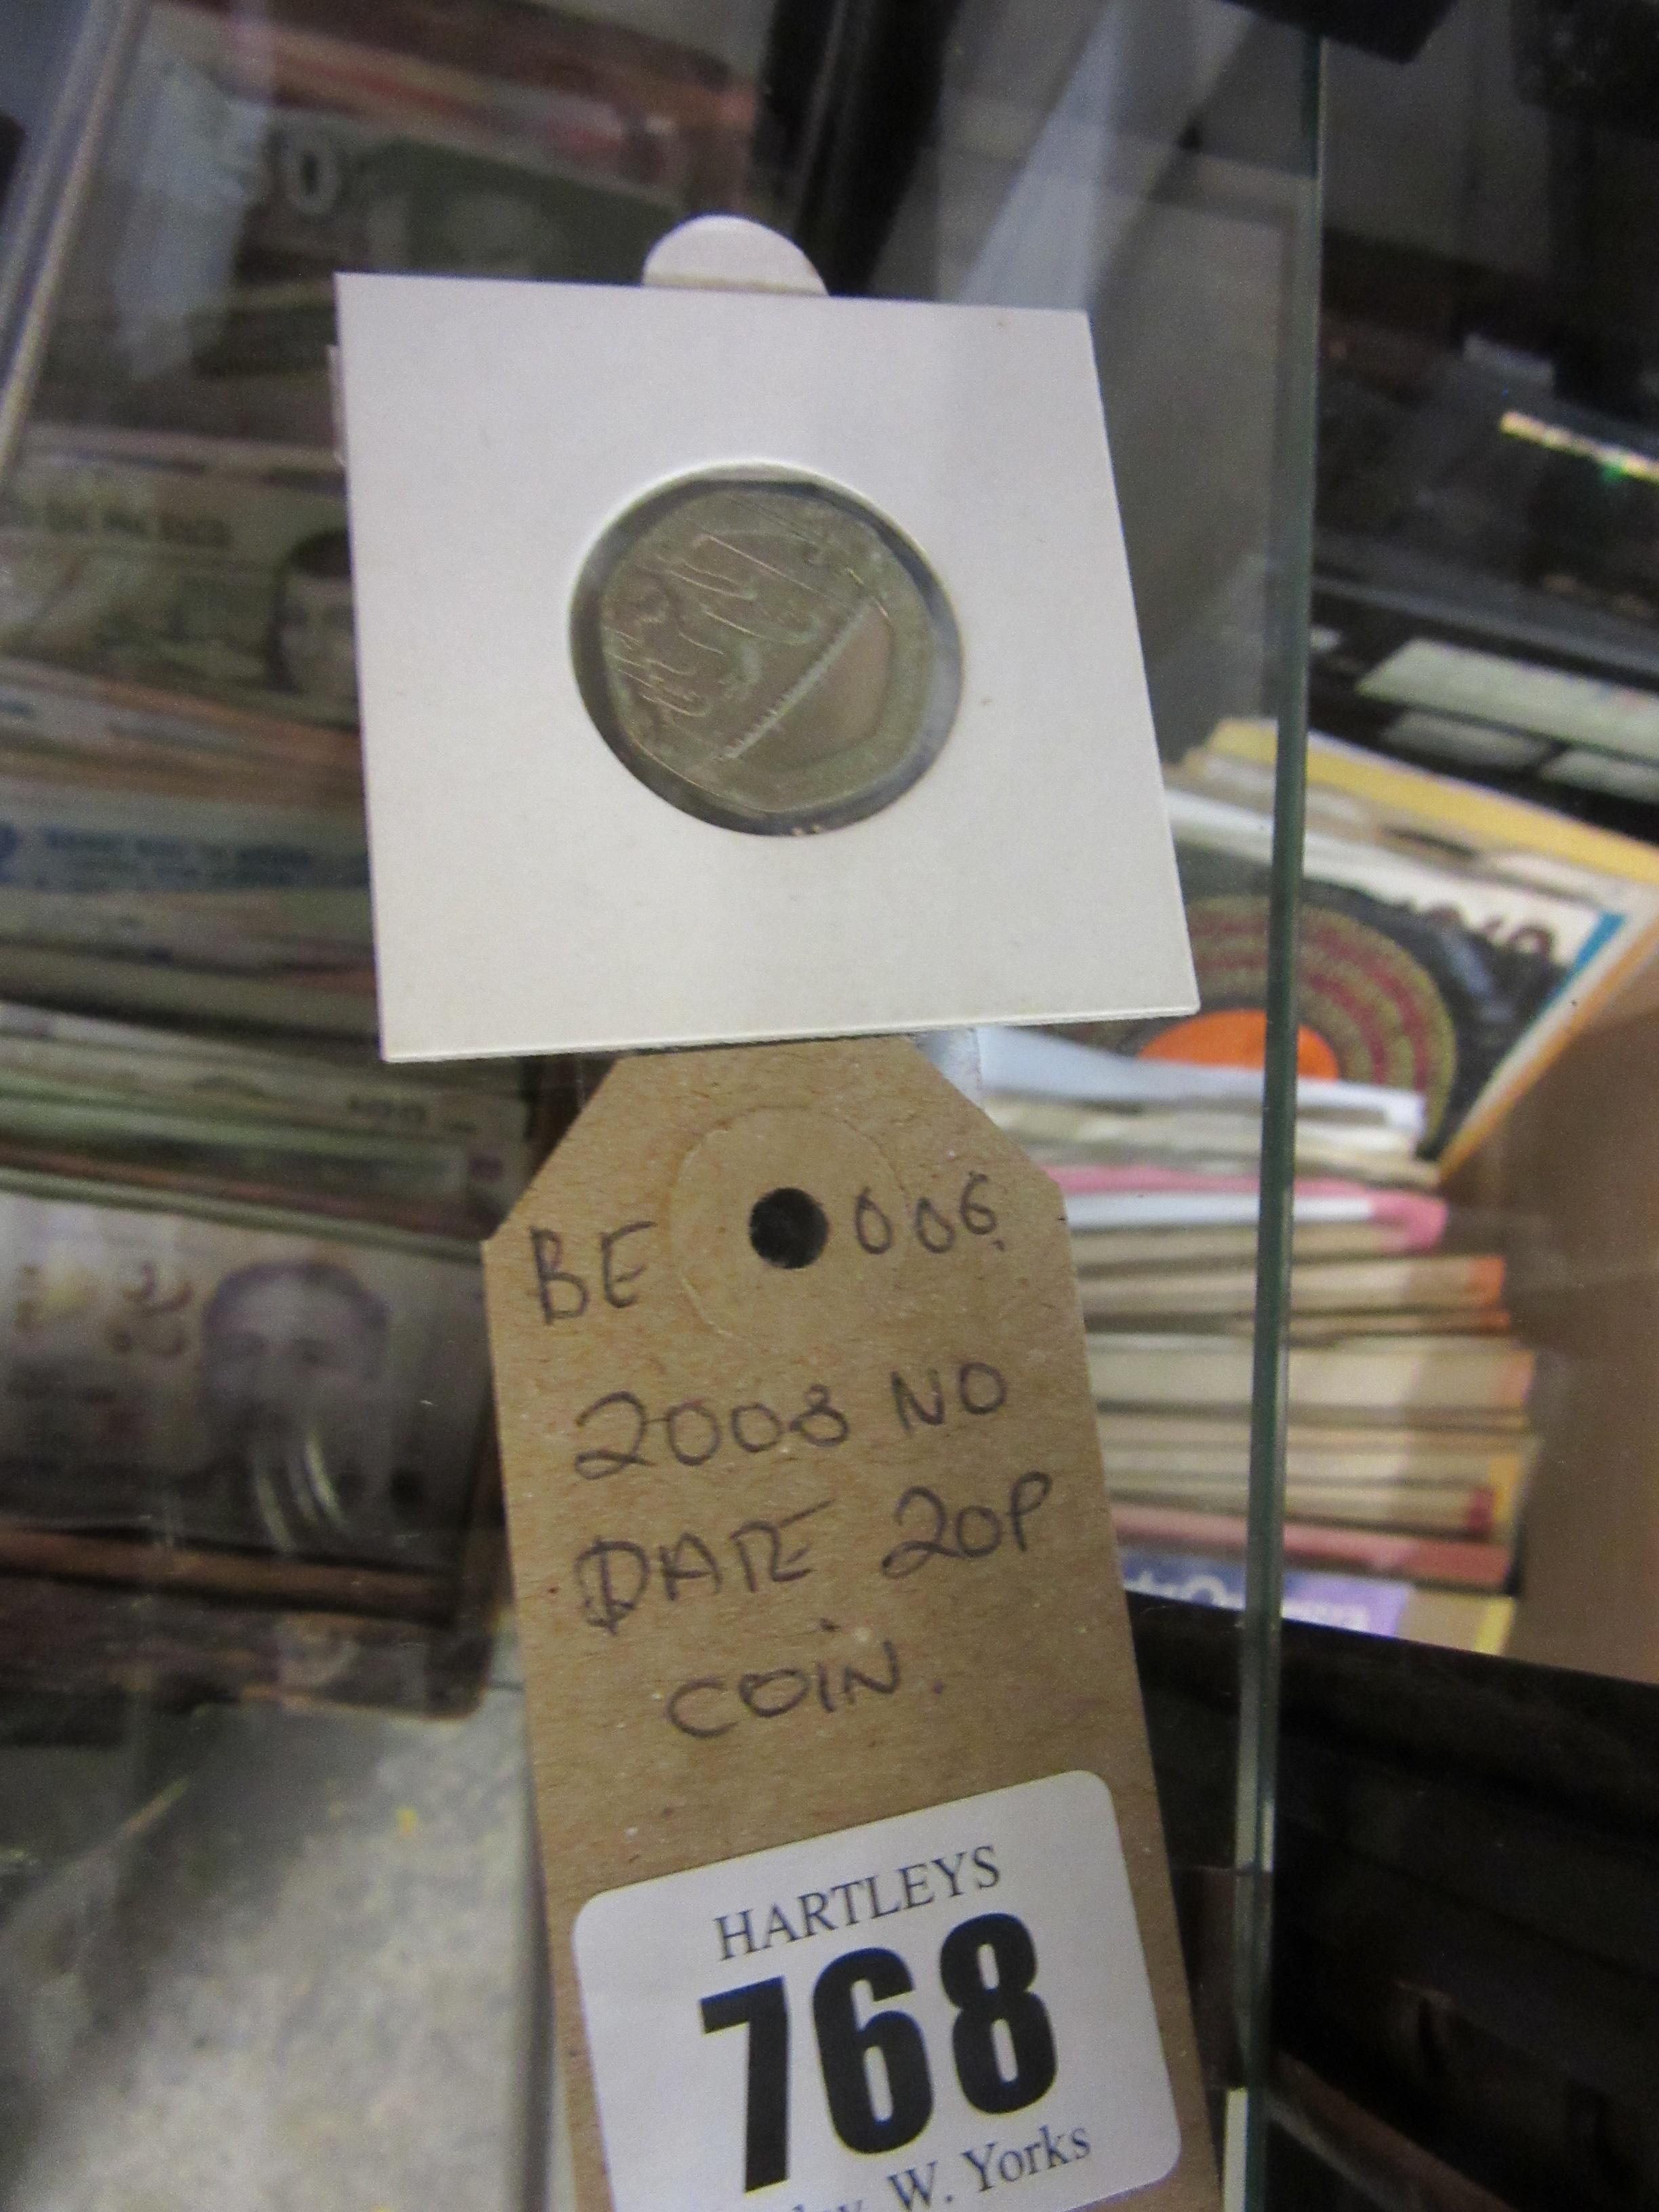 BE 006
2008 NO
DATE 20P
COIN.
HARTLEYS
768
W. Yorks